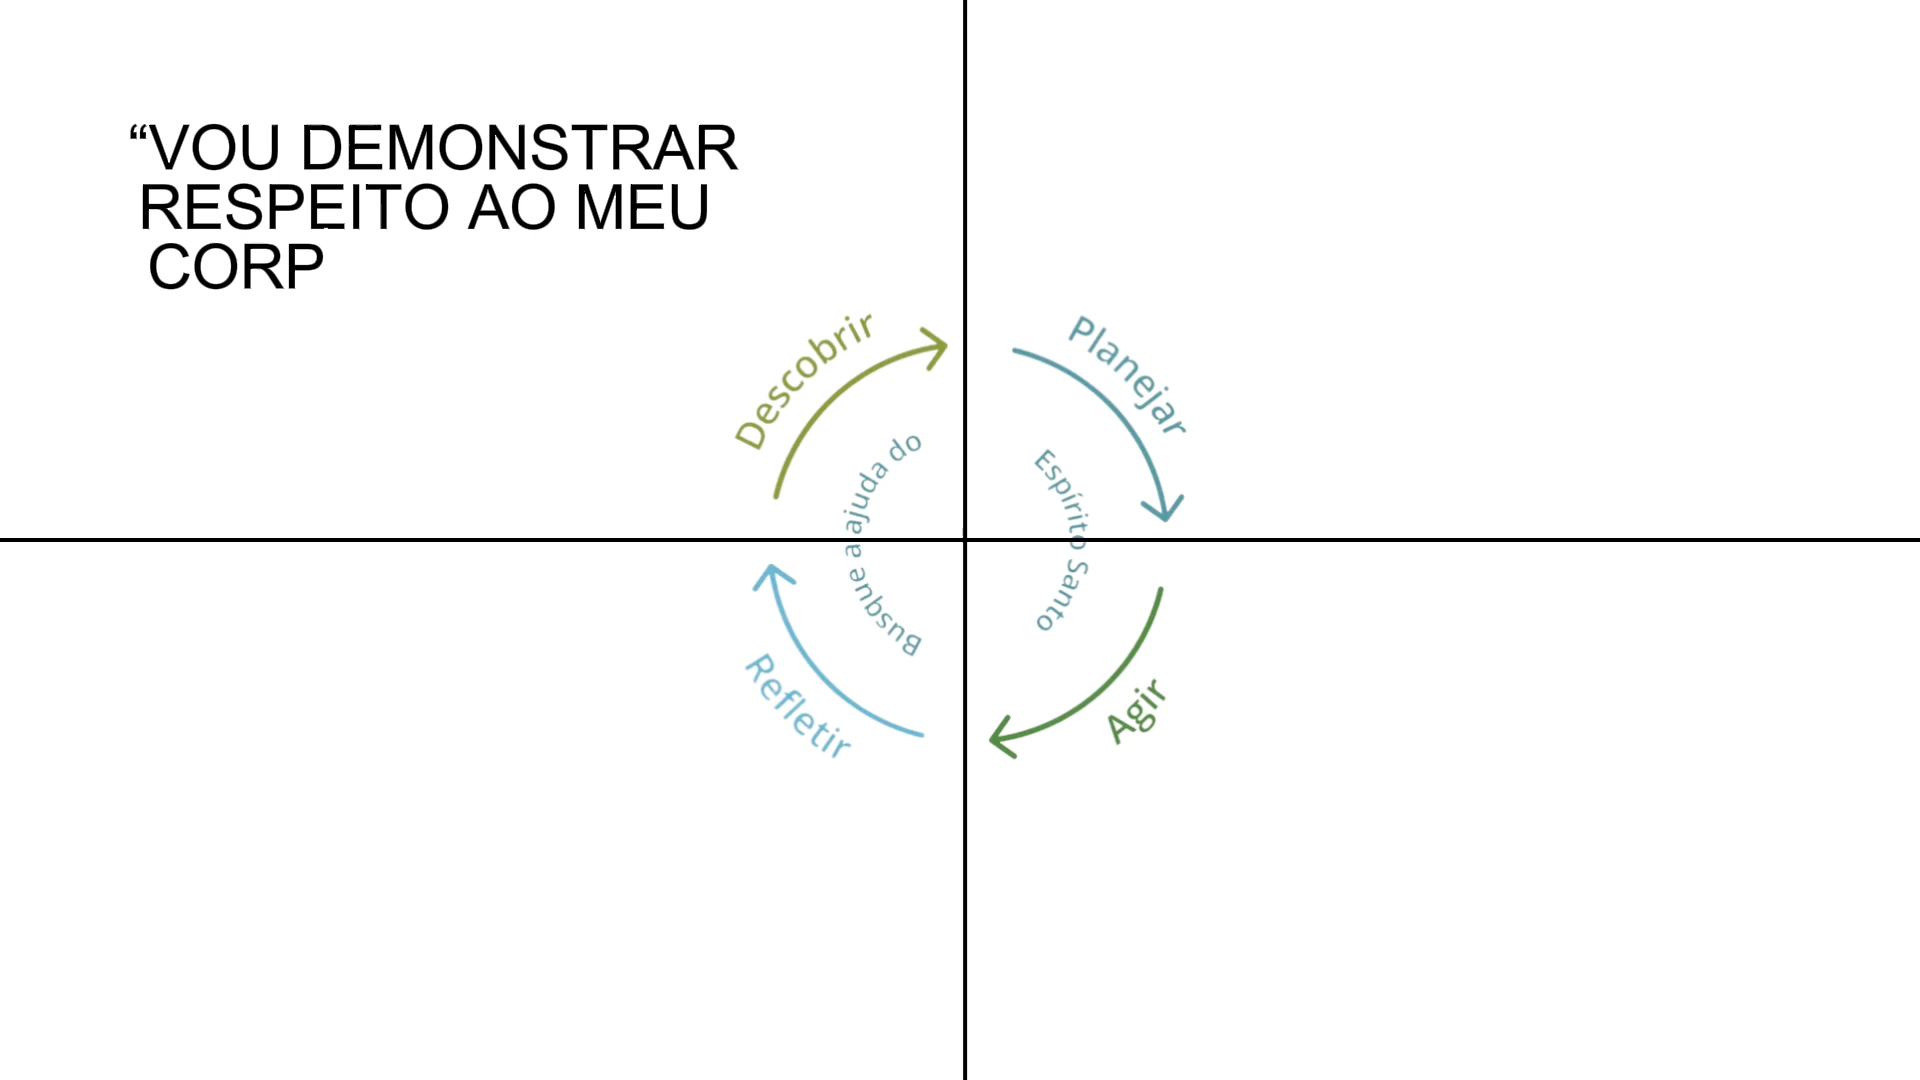 “VOU DEMONSTRAR
RESPEITO AO MEU
CORP
Descobrir
Planejar
Busque a ajuda do
Espírito Santo
Refletir
Agir